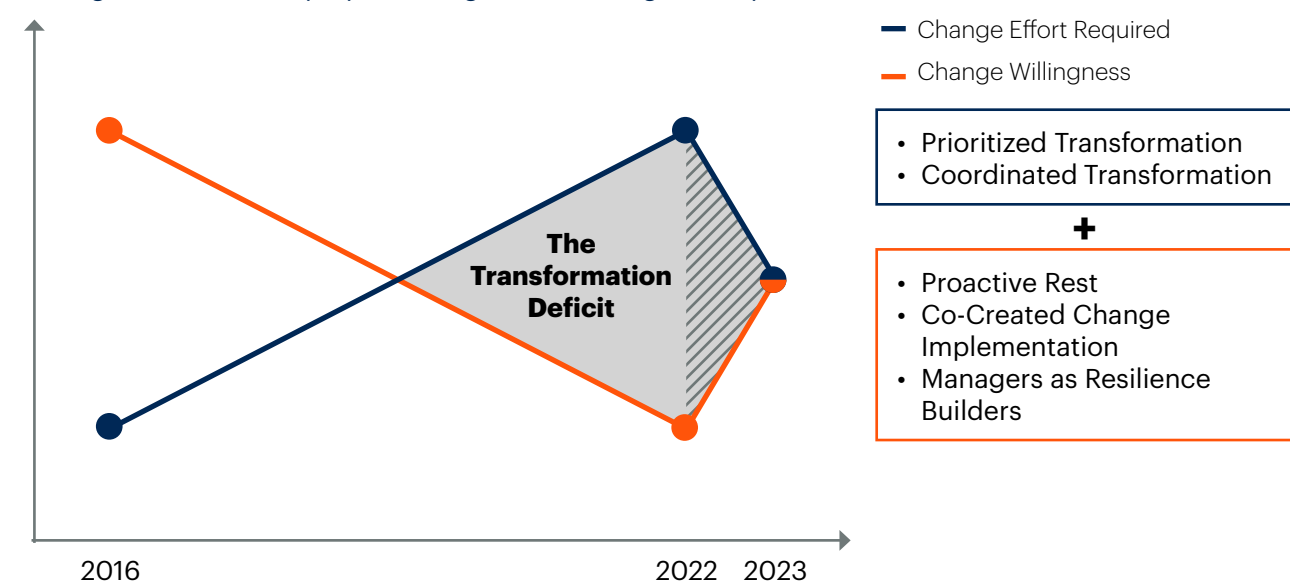 Change Effort Required
Change Willingness
• Prioritized Transformation
• Coordinated Transformation
+
• Proactive Rest
• Co-Created Change
Implementation
• Managers as Resilience
Builders
The
Transformation
Deficit
2016
2022
2023